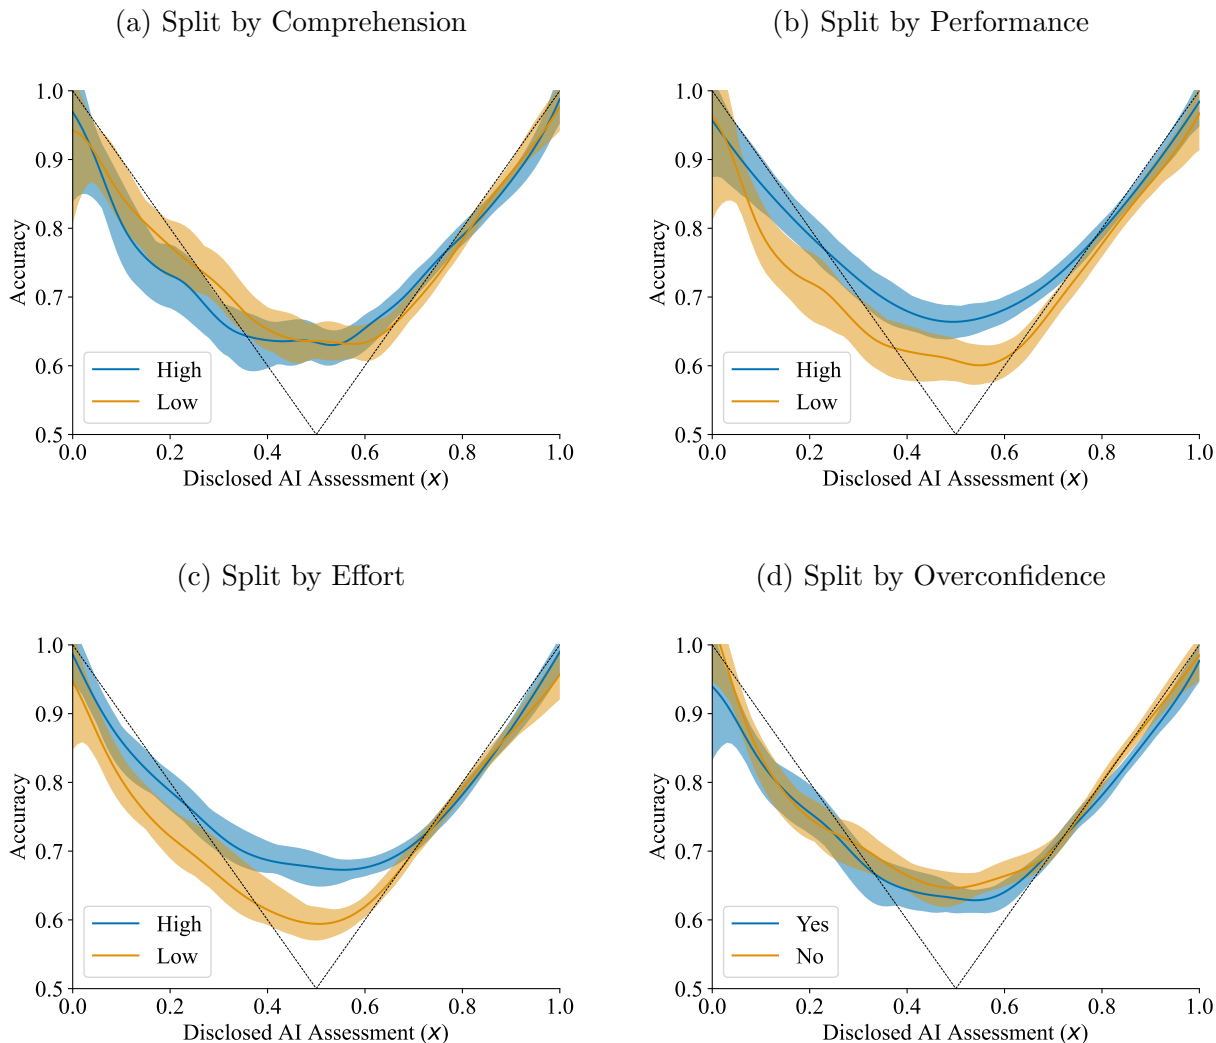 (a) Split by Comprehension
1.0
0.9
0.8
0.7
0.6
0.5
Accuracy
High
Low
0.0 0.2 0.4 0.6 0.8 1.0
Disclosed AI Assessment (x)
(b) Split by Performance
1.0
0.9
0.8
0.7
0.6
0.5
Accuracy
High
Low
0.0 0.2 0.4 0.6 0.8 1.0
Disclosed AI Assessment (x)
(c) Split by Effort
1.0
0.9
0.8
0.7
0.6
0.5
Accuracy
High
Low
0.0 0.2 0.4 0.6 0.8 1.0
Disclosed AI Assessment (x)
(d) Split by Overconfidence
1.0
0.9
0.8
0.7
0.6
0.5
Accuracy
Yes
No
0.0 0.2 0.4 0.6 0.8 1.0
Disclosed AI Assessment (x)